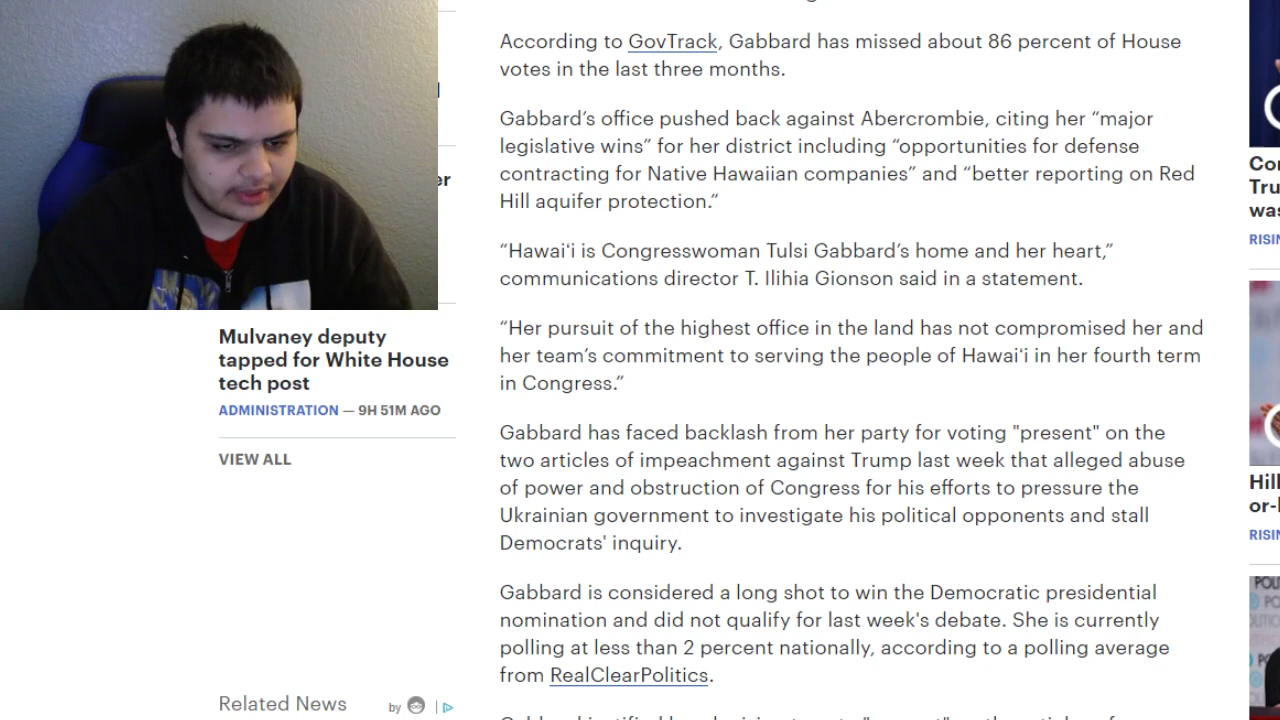 According to GovTrack, Gabbard has missed about 86 percent of House
votes in the last three months.
Gabbard’s office pushed back against Abercrombie, citing her “major
legislative wins” for her district including “opportunities for defense
contracting for Native Hawaiian companies” and “better reporting on Red
Hill aquifer protection.”
“Hawaiʻi is Congresswoman Tulsi Gabbard’s home and her heart,”
communications director T. Ilihia Gionson said in a statement.
“Her pursuit of the highest office in the land has not compromised her and
her team’s commitment to serving the people of Hawaiʻi in her fourth term
in Congress.”
Gabbard has faced backlash from her party for voting "present" on the
two articles of impeachment against Trump last week that alleged abuse
of power and obstruction of Congress for his efforts to pressure the
Ukrainian government to investigate his political opponents and stall
Democrats' inquiry.
Gabbard is considered a long shot to win the Democratic presidential
nomination and did not qualify for last week's debate. She is currently
polling at less than 2 percent nationally, according to a polling average
from RealClearPolitics.
er
Mulvaney deputy
tapped for White House
tech post
ADMINISTRATION — 9H 51M AGO
VIEW ALL
Related News
by
Tru
was
RISIN
Hill
or-
RISIN